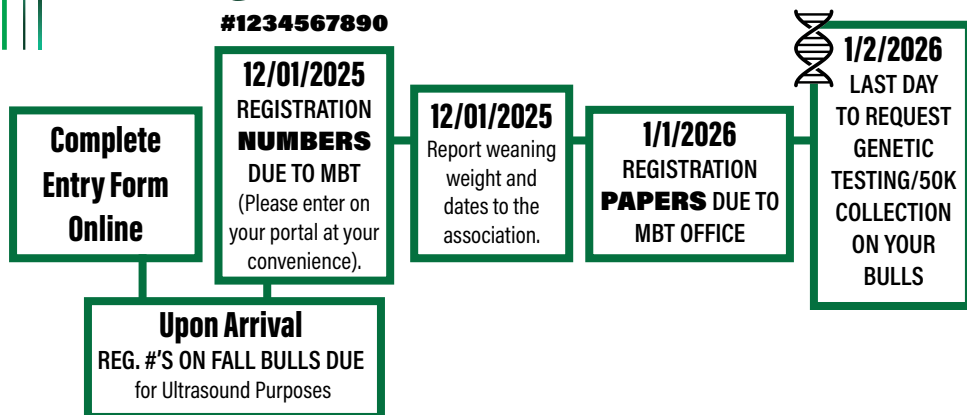 #1234567890
Complete
Entry Form
Online
Upon Arrival
REG. #'S ON FALL BULLS DUE
for Ultrasound Purposes
12/01/2025
REGISTRATION
NUMBERS
DUE TO MBT
(Please enter on
your portal at your
convenience).
12/01/2025
Report weaning
weight and
dates to the
association.
1/1/2026
REGISTRATION
PAPERS DUE TO
MBT OFFICE
1/2/2026
LAST DAY
TO REQUEST
GENETIC
TESTING/50K
COLLECTION
ON YOUR
BULLS